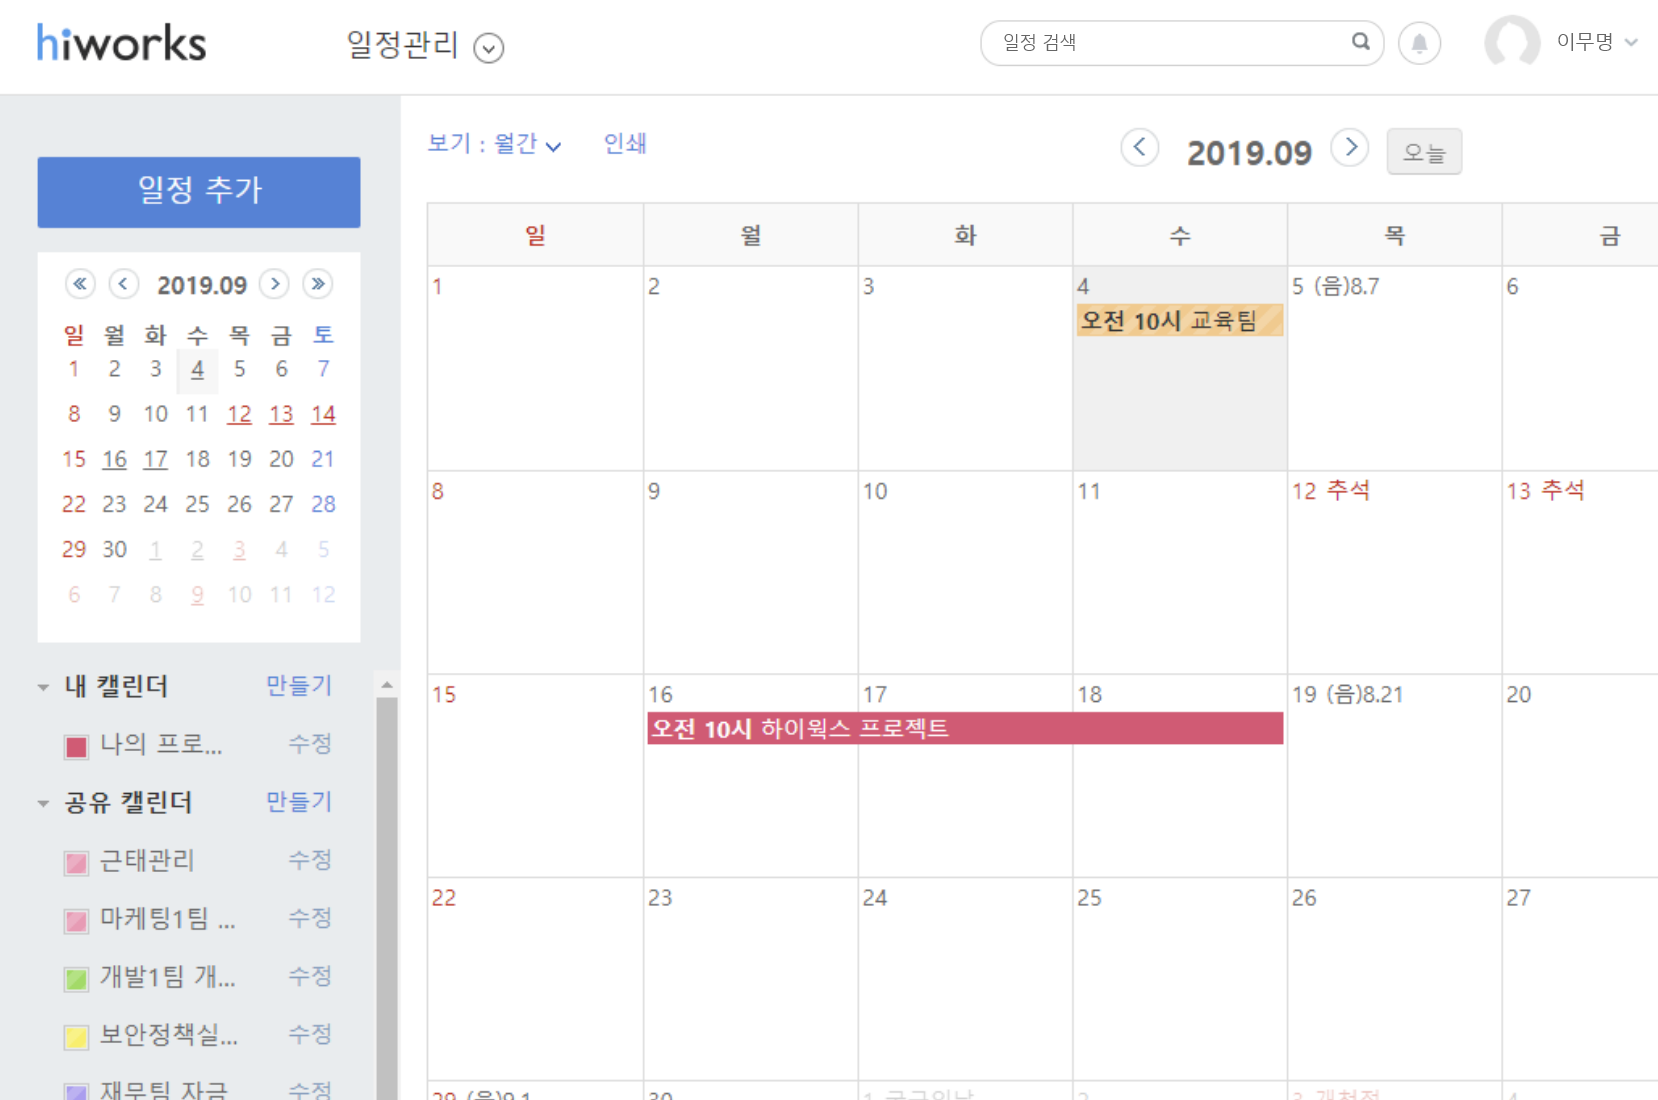 hiworks
일정관리
일정 검색
이무명
일정 추가
« ‹ 2019.09 › »
일 월 화 수 목 금 토
1 2 3 4 5 6 7
8 9 10 11 12 13 14
15 16 17 18 19 20 21
22 23 24 25 26 27 28
29 30 1 2 3 4 5
6 7 8 9 10 11 12
내 캘린더 만들기
나의 프로... 수정
공유 캘린더 만들기
근태관리 수정
마케팅1팀 ... 수정
개발1팀 개... 수정
보안정책실... 수정
재무팀 자금 수정
보기 : 월간 인쇄
2019.09 오늘
일 월 화 수 목 금
1 2 3 4 5 (음)8.7 6
오전 10시 교육팀
8 9 10 11 12 추석 13 추석
15 16 17 18 19 (음)8.21 20
오전 10시 하이웍스 프로젝트
22 23 24 25 26 27
29 (음)9.1 30 1 2 3 개천절 4